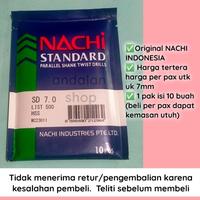 NACHI
STANDARD
PARALLEL SHANK TWIST DRILLS
andalan
shop
SD 7.0
LIST 500
HSS
NACHI INDUSTRIES PTE.LTD.
10
✅Original NACHI
INDONESIA
✅ Harga tertera
harga per pax utk
uk 7mm
✅1 pak isi 10 buah
(beli per pax dapat
kemasan utuh)
Tidak menerima retur/pengembalian karena
kesalahan pembeli. Teliti sebelum membeli